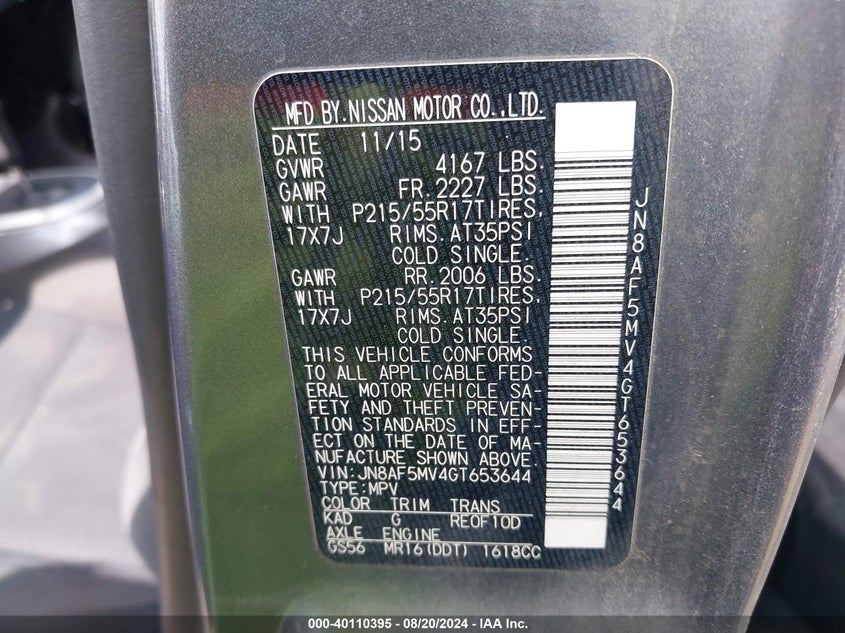 MFD BY.NISSAN MOTOR CO.,LTD.
DATE 11/15
GVWR 4167 LBS.
GAWR FR.2227 LBS.
WITH P215/55R17TIRES,
17X7J RIMS.AT35PSI
COLD SINGLE.
GAWR RR.2006 LBS.
WITH P215/55R17TIRES,
17X7J RIMS.AT35PSI
COLD SINGLE.
THIS VEHICLE CONFORMS
TO ALL APPLICABLE FED-
ERAL MOTOR VEHICLE SA-
FETY AND THEFT PREVEN-
TION STANDARDS IN EFF-
ECT ON THE DATE OF MA-
NUFACTURE SHOWN ABOVE.
VIN:JN8AF5MV4GT653644
TYPE:MPV
COLOR TRIM TRANS
KAD G RE0F10D
AXLE ENGINE
GS56 MR16(DDT) 1618CC
JN8AF5MV4GT653644
000-40110395 - 08/20/2024 - IAA Inc.